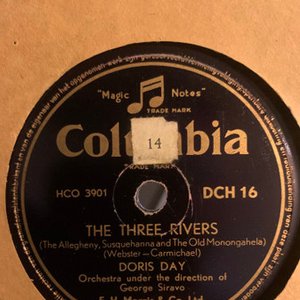 "Magic Notes"
TRADE MARK
Columbia
14
TRADE MARK
HCO 3901
DCH 16
THE THREE RIVERS
(The Allegheny, Susquehanna and The Old Monongahela)
(Webster-Carmichael)
DORIS DAY
Orchestra under the direction of
George Siravo